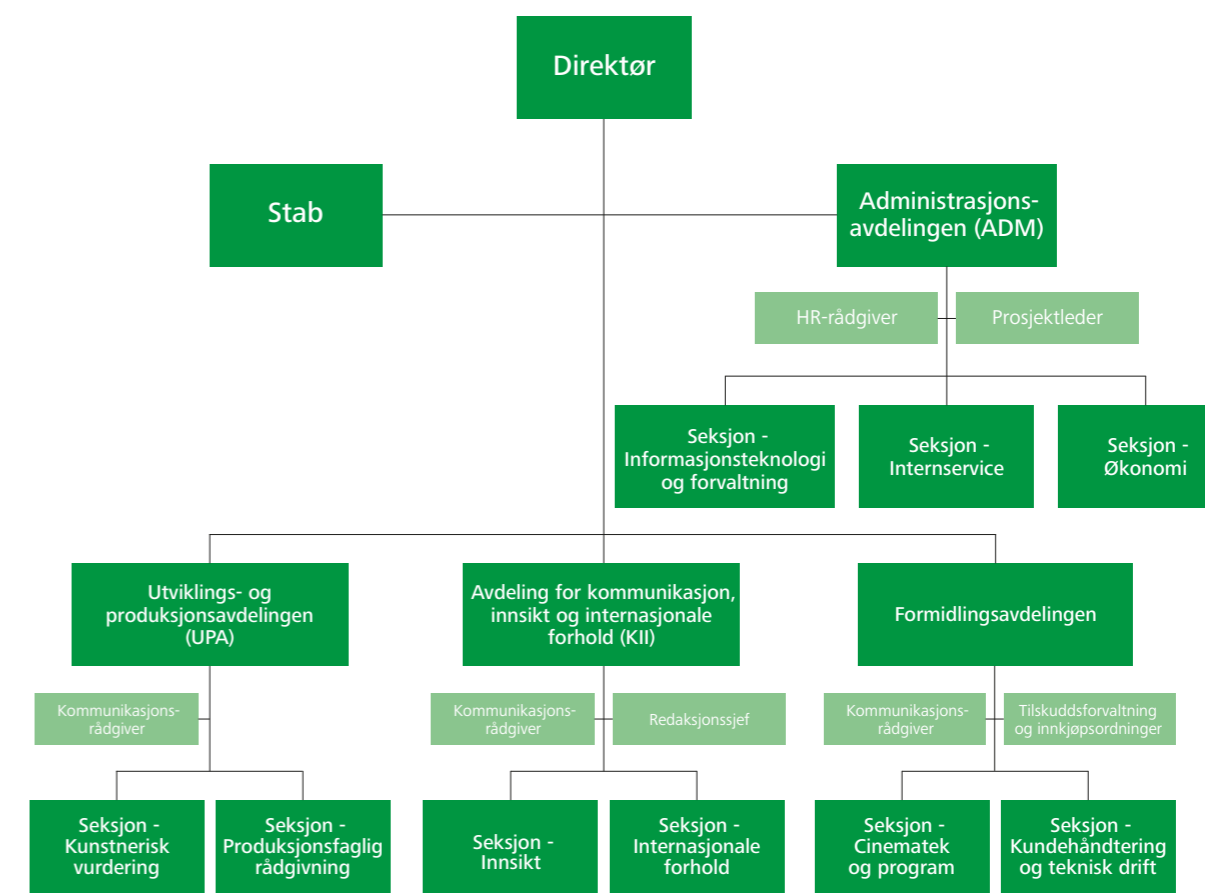 Direktør
Stab
Administrasjons-
avdelingen (ADM)
HR-rådgiver
Prosjektleder
Seksjon -
Informasjonsteknologi
og forvaltning
Seksjon -
Internservice
Seksjon -
Økonomi
Utviklings- og
produksjonsavdelingen
(UPA)
Avdeling for kommunikasjon,
innsikt og internasjonale
forhold (KII)
Formidlingsavdelingen
Kommunikasjons-
rådgiver
Kommunikasjons-
rådgiver
Redaksjonssjef
Kommunikasjons-
rådgiver
Tilskuddsforvaltning
og innkjøpsordninger
Seksjon -
Kunstnerisk
vurdering
Seksjon -
Produksjonsfaglig
rådgivning
Seksjon -
Innsikt
Seksjon -
Internasjonale
forhold
Seksjon -
Cinematek
og program
Seksjon -
Kundehåndtering
og teknisk drift